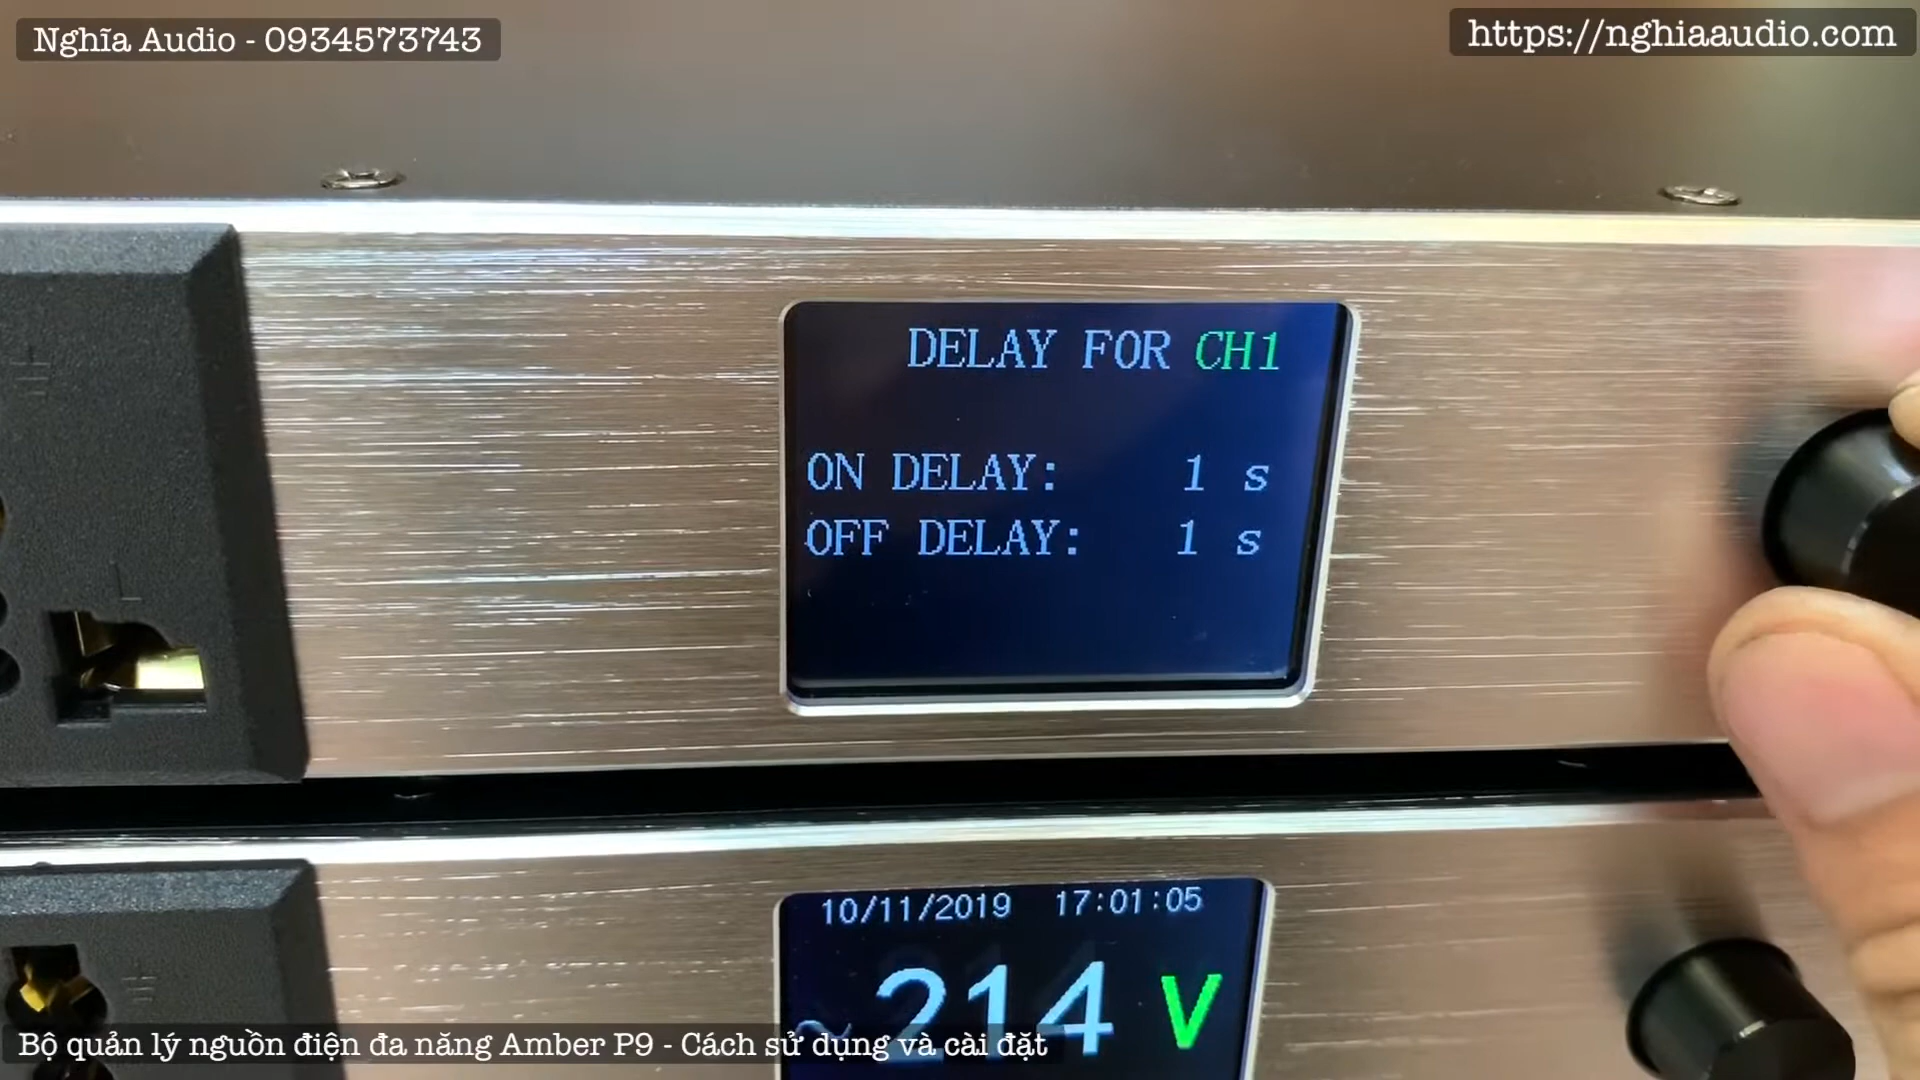 Nghĩa Audio - 0934573743
https://nghiaaudio.com
DELAY FOR CH1
ON DELAY: 1 s
OFF DELAY: 1 s
10/11/2019 17:01:05
~ 214 V
Bộ quản lý nguồn điện đa năng Amber P9 - Cách sử dụng và cài đặt